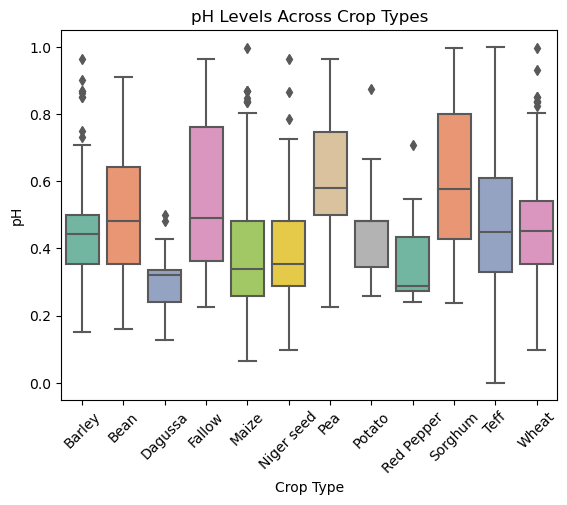 pH Levels Across Crop Types
pH
1.0
0.8
0.6
0.4
0.2
0.0
Barley
Bean
Dagussa
Fallow
Maize
Niger seed
Pea
Potato
Red Pepper
Sorghum
Teff
Wheat
Crop Type